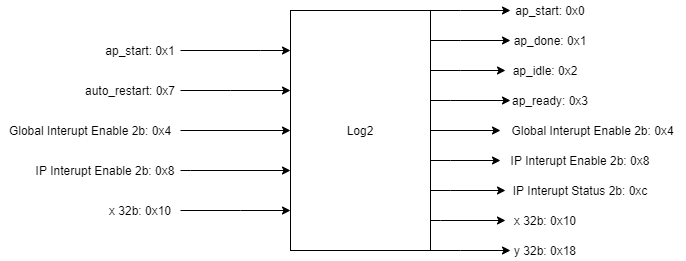 ap_start: 0x1
auto_restart: 0x7
Global Interupt Enable 2b: 0x4
IP Interupt Enable 2b: 0x8
x 32b: 0x10
Log2
ap_start: 0x0
ap_done: 0x1
ap_idle: 0x2
ap_ready: 0x3
Global Interupt Enable 2b: 0x4
IP Interupt Enable 2b: 0x8
IP Interupt Status 2b: 0xc
x 32b: 0x10
y 32b: 0x18